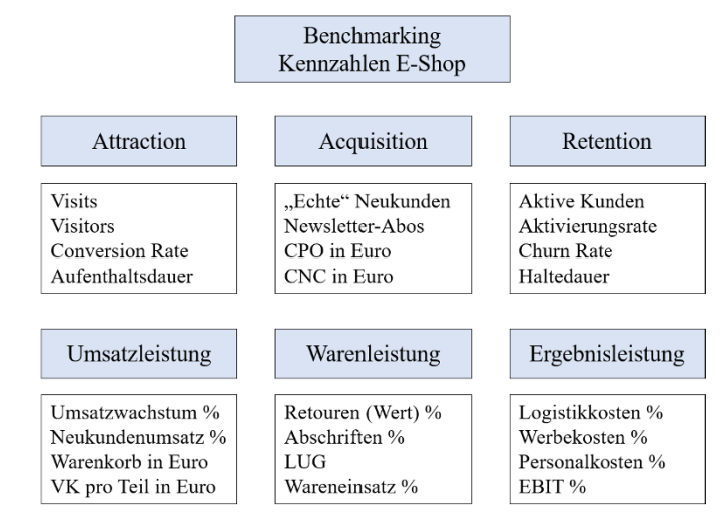 Benchmarking
Kennzahlen E-Shop
Attraction
Visits
Visitors
Conversion Rate
Aufenthaltsdauer
Acquisition
„Echte“ Neukunden
Newsletter-Abos
CPO in Euro
CNC in Euro
Retention
Aktive Kunden
Aktivierungsrate
Churn Rate
Haltedauer
Umsatzleistung
Umsatzwachstum %
Neukundenumsatz %
Warenkorb in Euro
VK pro Teil in Euro
Warenleistung
Retouren (Wert) %
Abschriften %
LUG
Wareneinsatz %
Ergebnisleistung
Logistikkosten %
Werbekosten %
Personalkosten %
EBIT %